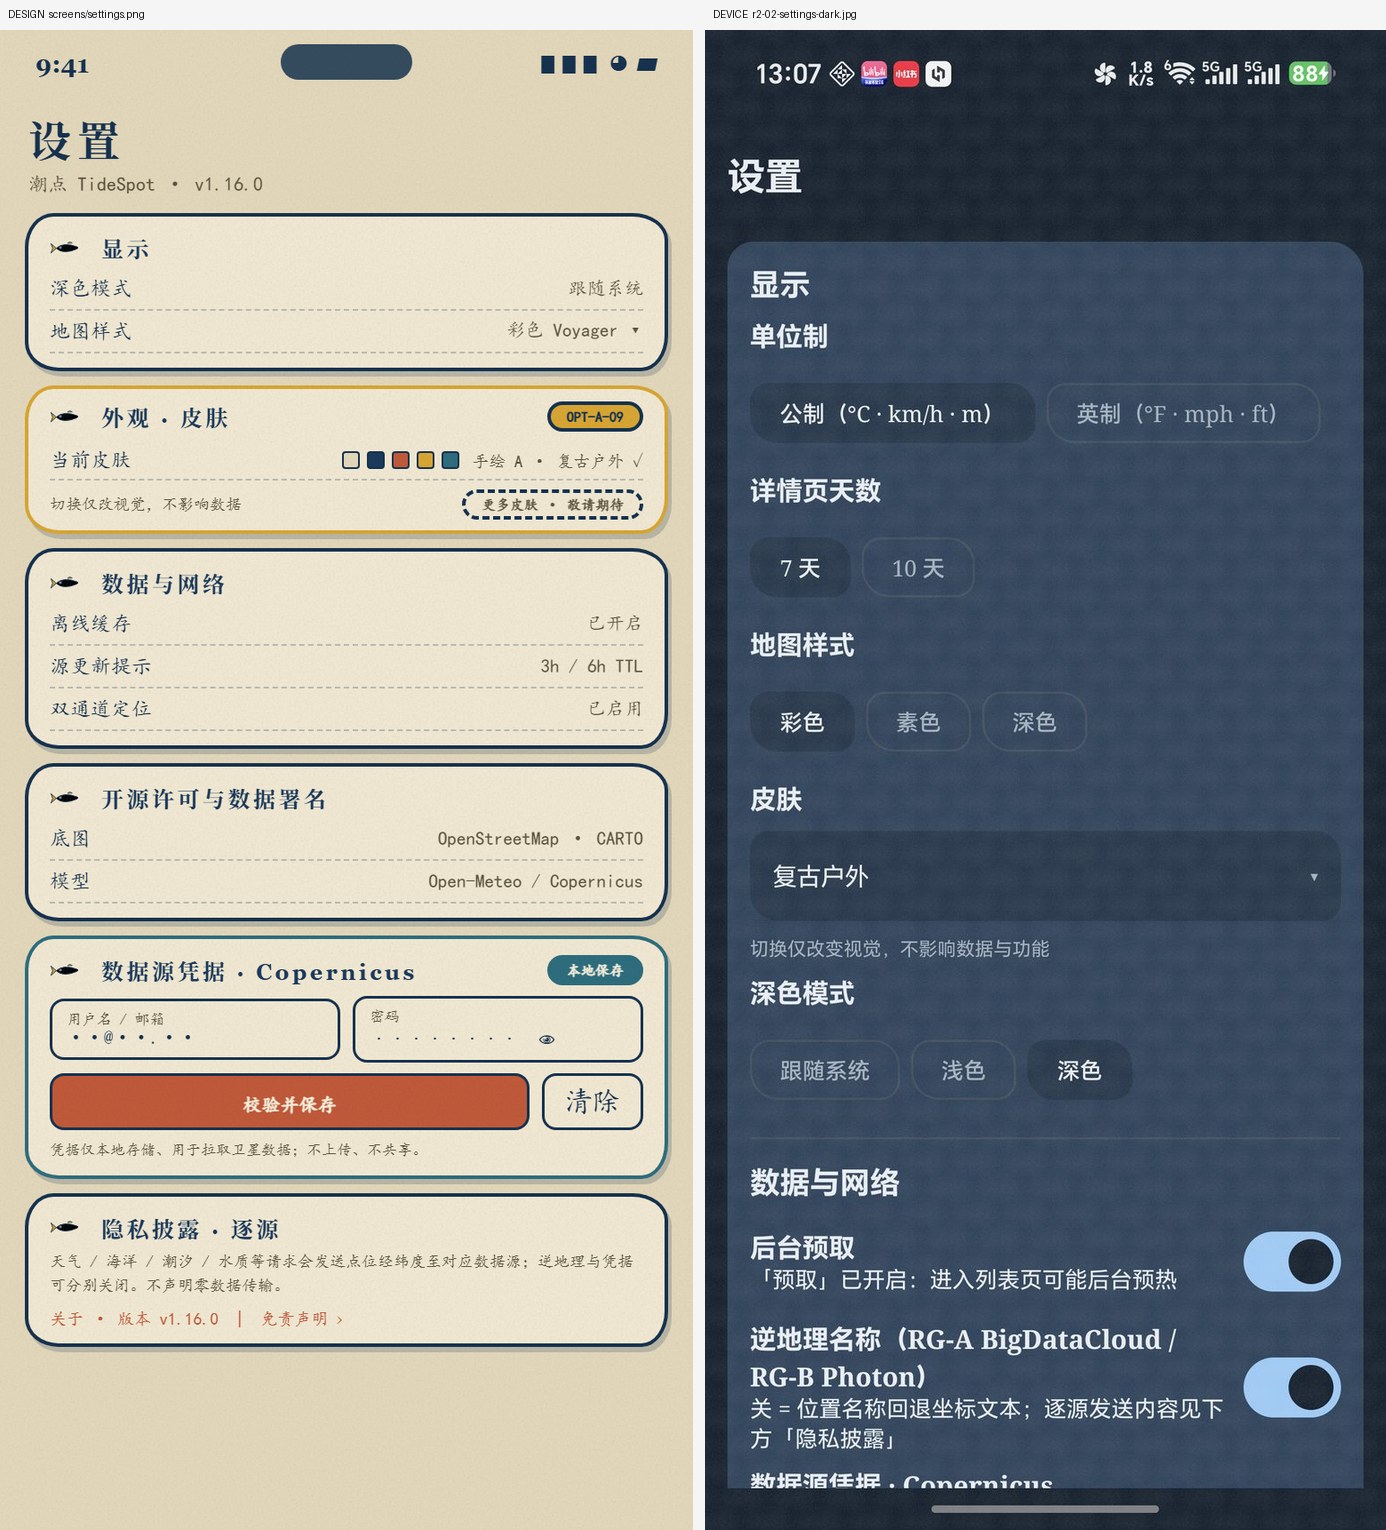 DESIGN screens/settings.png
9:41
设置
潮点 TideSpot • v1.16.0
显示
深色模式 跟随系统
地图样式 彩色 Voyager ▾
外观 · 皮肤 OPT-A-09
当前皮肤 手绘 A • 复古户外 √
切换仅改视觉，不影响数据 更多皮肤 • 敬请期待
数据与网络
离线缓存 已开启
源更新提示 3h / 6h TTL
双通道定位 已启用
开源许可与数据署名
底图 OpenStreetMap • CARTO
模型 Open-Meteo / Copernicus
数据源凭据 · Copernicus 本地保存
用户名 / 邮箱 密码
••@••.•• ········
校验并保存 清除
凭据仅本地存储、用于拉取卫星数据；不上传、不共享。
隐私披露 · 逐源
天气 / 海洋 / 潮汐 / 水质等请求会发送点位经纬度至对应数据源；逆地理与凭据
可分别关闭。不声明零数据传输。
关于 • 版本 v1.16.0 | 免责声明 ›
DEVICE r2-02-settings-dark.jpg
13:07 bilibili 小红书 1.8 K/s 6 5G 5G 88
设置
显示
单位制
公制（°C · km/h · m） 英制（°F · mph · ft）
详情页天数
7 天 10 天
地图样式
彩色 素色 深色
皮肤
复古户外 ▾
切换仅改变视觉，不影响数据与功能
深色模式
跟随系统 浅色 深色
数据与网络
后台预取
「预取」已开启：进入列表页可能后台预热
逆地理名称（RG-A BigDataCloud /
RG-B Photon）
关 = 位置名称回退坐标文本；逐源发送内容见下
方「隐私披露」
数据源凭据 · Copernicus